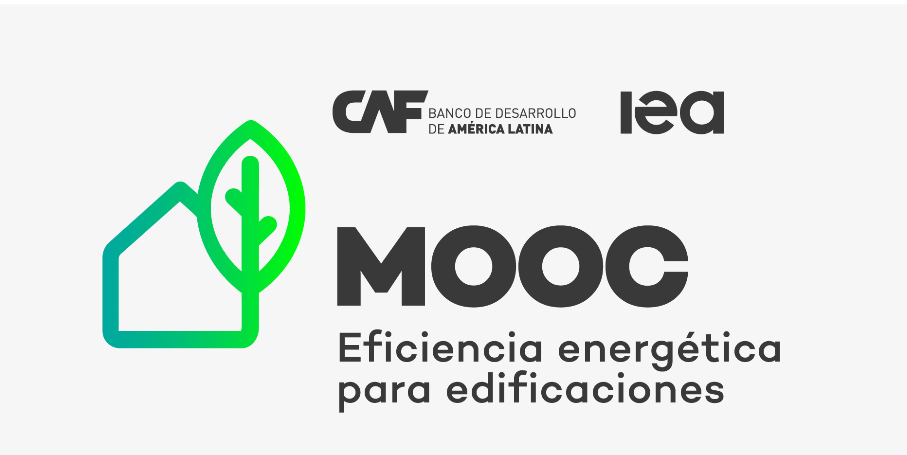 CAF BANCO DE DESARROLLO
DE AMÉRICA LATINA
iea
MOOC
Eficiencia energética
para edificaciones